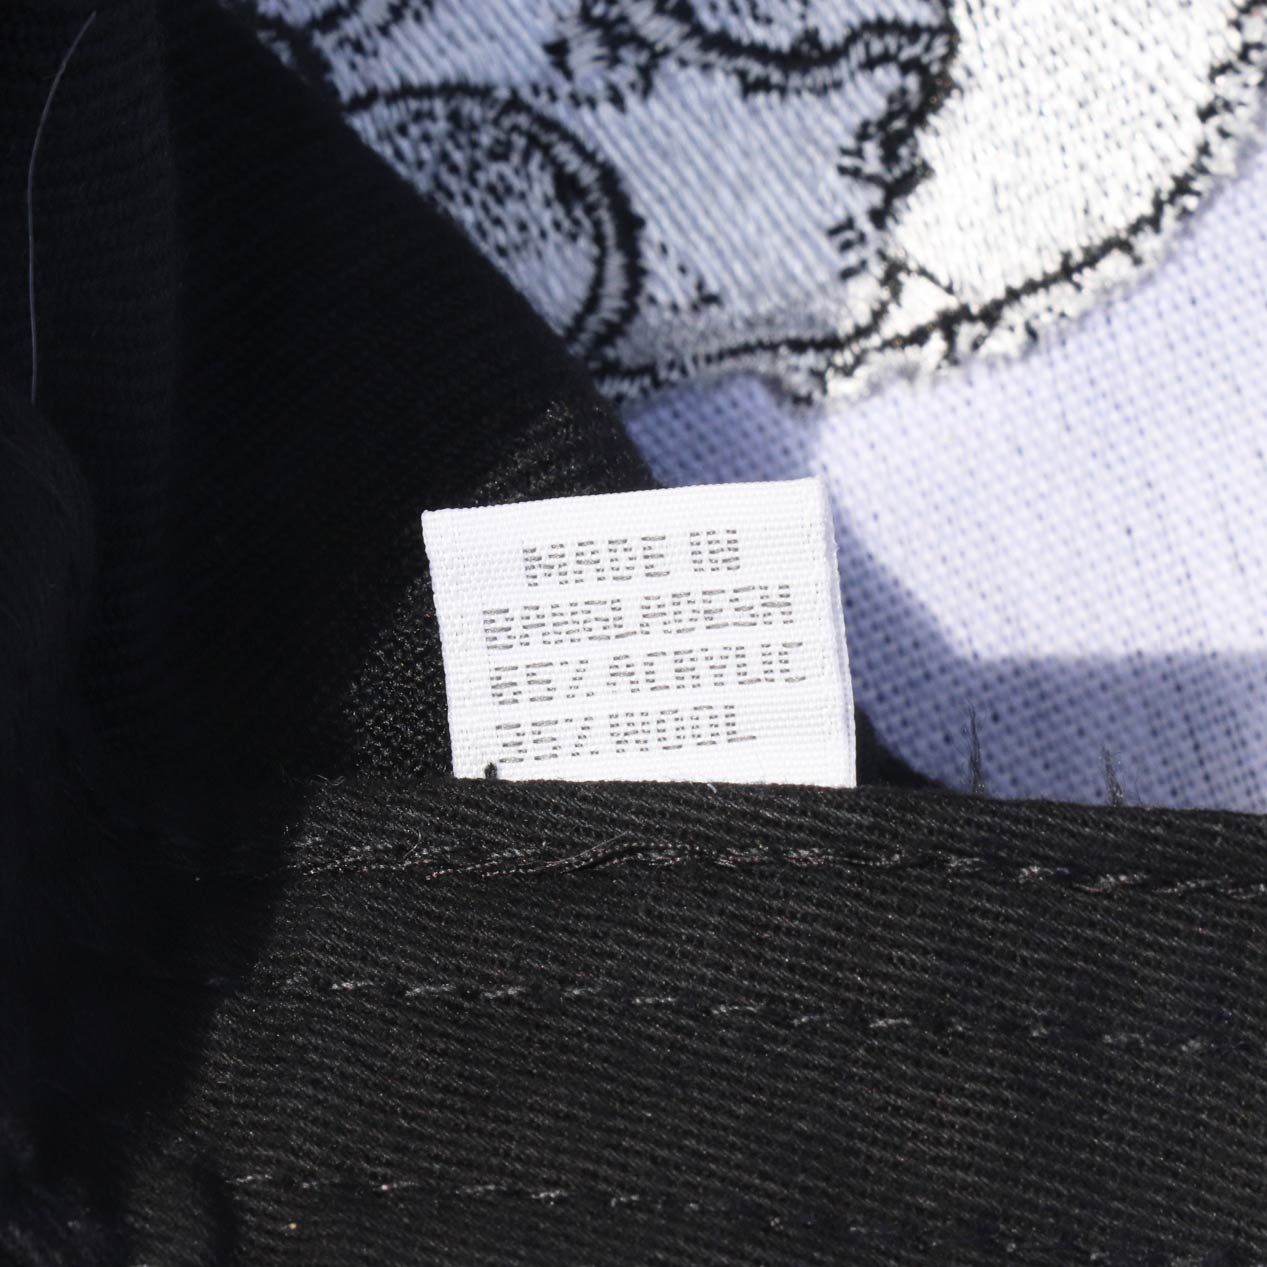 MADE IN
BANGLADESH
65% ACRYLIC
35% WOOL